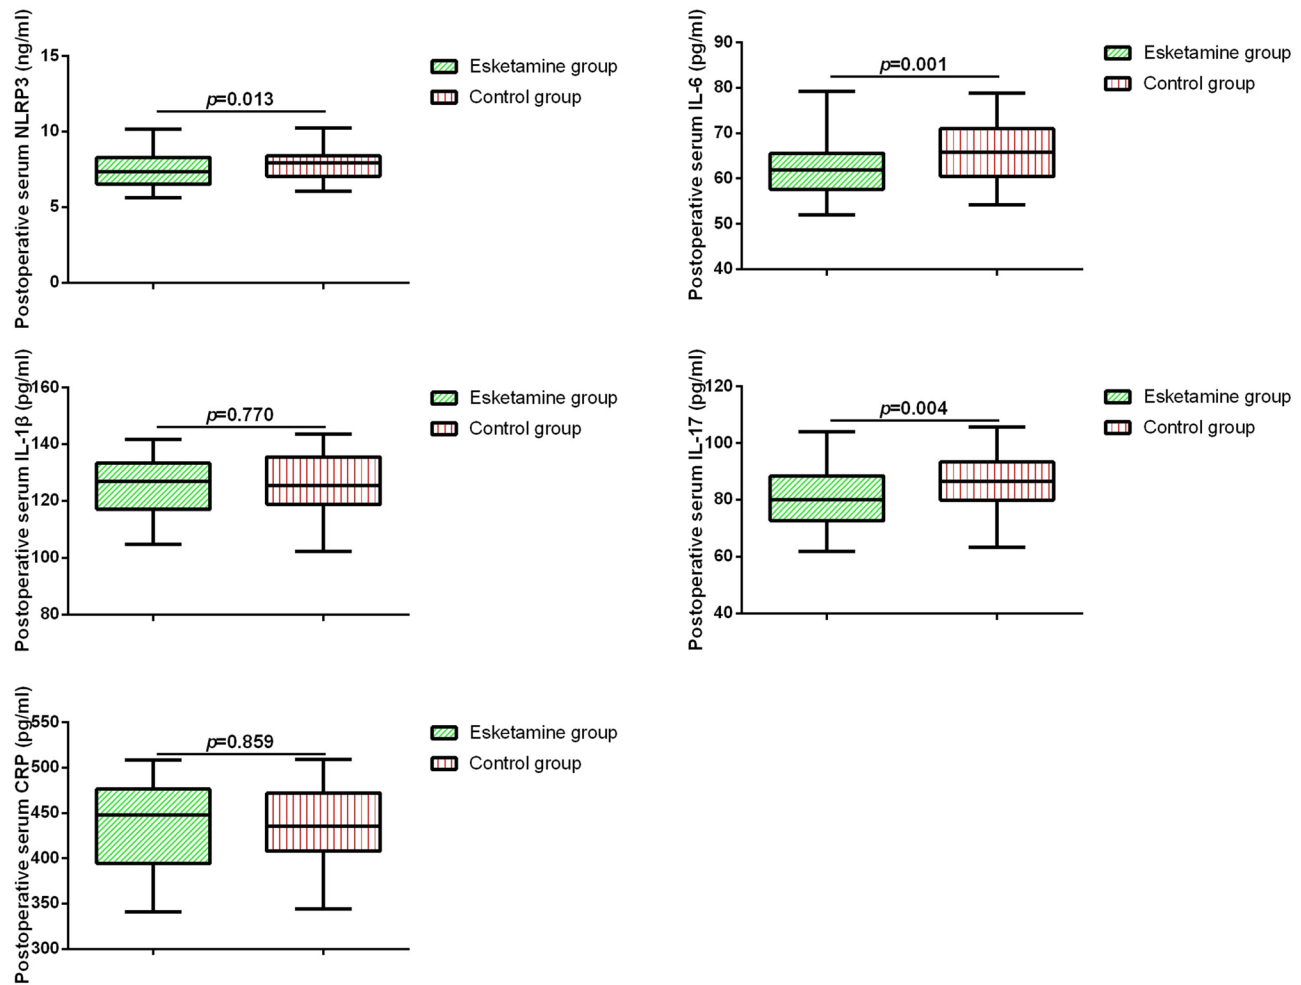 Postoperative serum NLRP3 (ng/ml)
15
10
5
0
p=0.013
Esketamine group
Control group
Postoperative serum IL-6 (pg/ml)
90
80
70
60
50
40
p=0.001
Esketamine group
Control group
Postoperative serum IL-1β (pg/ml)
160
140
120
100
80
p=0.770
Esketamine group
Control group
Postoperative serum IL-17 (pg/ml)
120
100
80
60
40
p=0.004
Esketamine group
Control group
Postoperative serum CRP (pg/ml)
550
500
450
400
350
300
p=0.859
Esketamine group
Control group